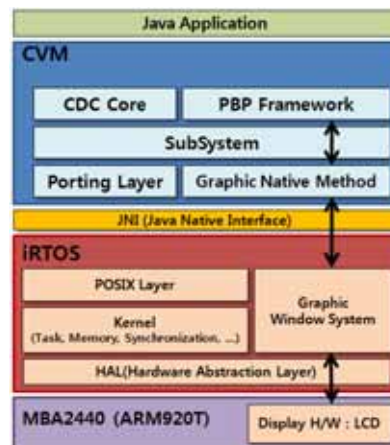 Java Application
CVM
CDC Core
PBP Framework
SubSystem
Porting Layer
Graphic Native Method
JNI (Java Native Interface)
iRTOS
POSIX Layer
Kernel
(Task, Memory, Synchronization, ...)
Graphic
Window System
HAL(Hardware Abstraction Layer)
MBA2440 (ARM920T)
Display H/W : LCD